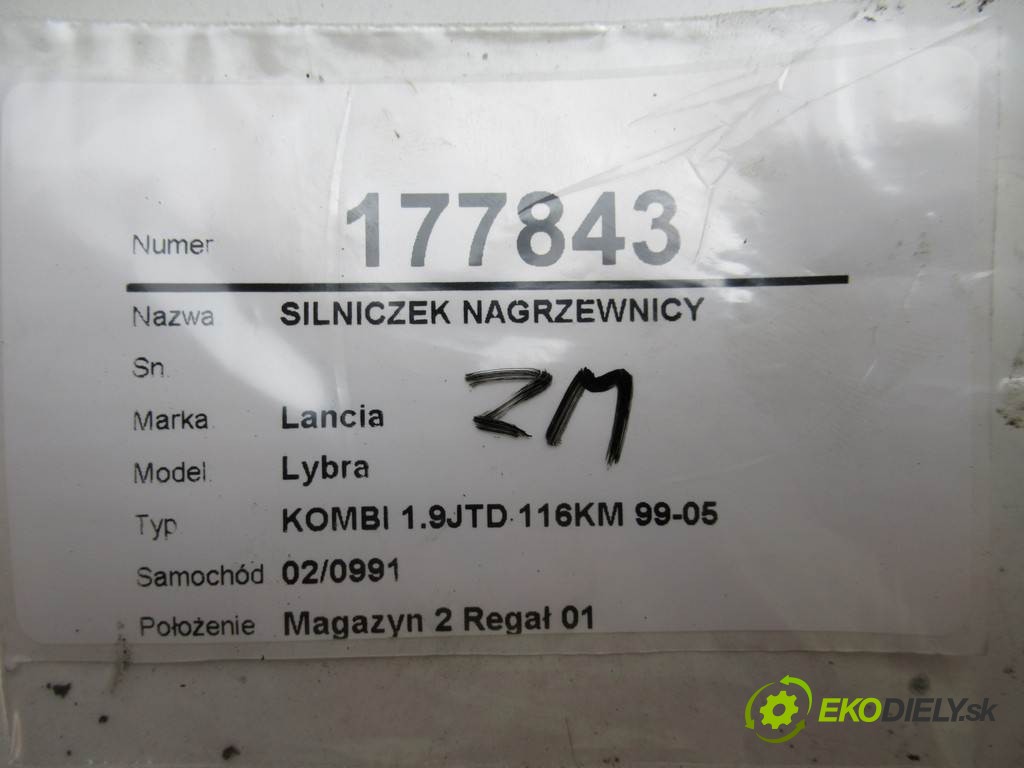 Numer 177843
Nazwa SILNICZEK NAGRZEWNICY
Sn.
Marka Lancia
ZM
Model. Lybra
Typ KOMBI 1.9JTD 116KM 99-05
Samochód 02/0991
Położenie Magazyn 2 Regał 01
EKODIELY.sk